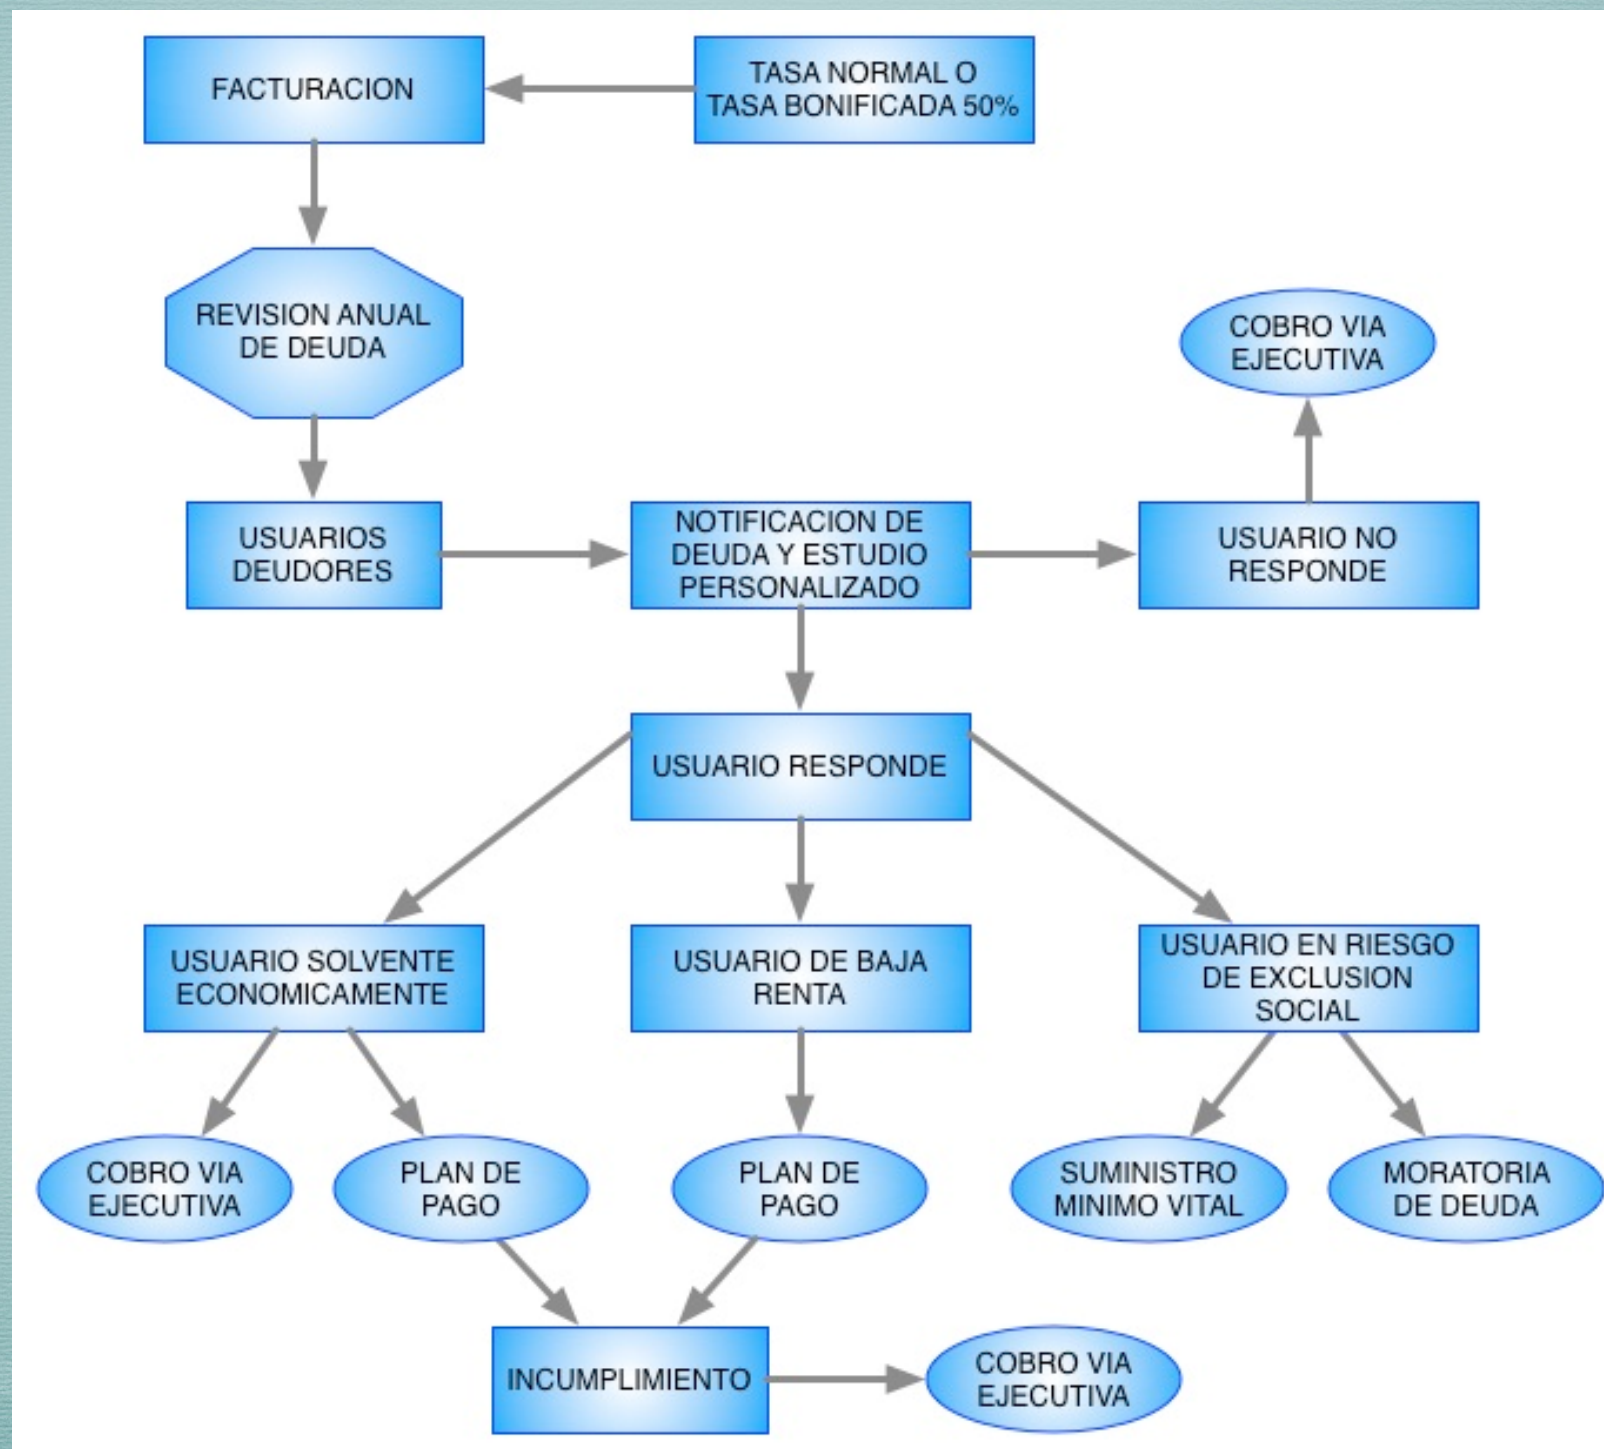 FACTURACION
TASA NORMAL O
TASA BONIFICADA 50%
REVISION ANUAL
DE DEUDA
COBRO VIA
EJECUTIVA
USUARIOS
DEUDORES
NOTIFICACION DE
DEUDA Y ESTUDIO
PERSONALIZADO
USUARIO NO
RESPONDE
USUARIO RESPONDE
USUARIO SOLVENTE
ECONOMICAMENTE
USUARIO DE BAJA
RENTA
USUARIO EN RIESGO
DE EXCLUSION
SOCIAL
COBRO VIA
EJECUTIVA
PLAN DE
PAGO
PLAN DE
PAGO
SUMINISTRO
MINIMO VITAL
MORATORIA
DE DEUDA
INCUMPLIMIENTO
COBRO VIA
EJECUTIVA